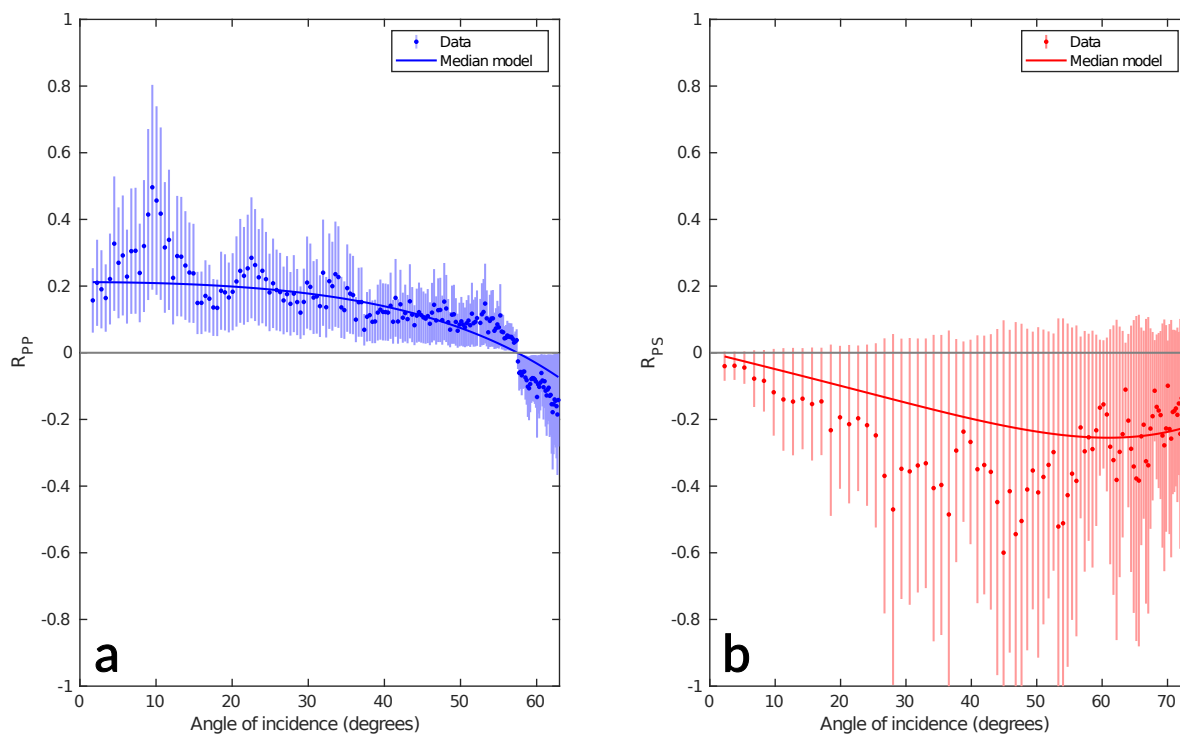 1
0.8
0.6
0.4
0.2
0
-0.2
-0.4
-0.6
-0.8
-1
R_PP
Data
Median model
a
0 10 20 30 40 50 60
Angle of incidence (degrees)
1
0.8
0.6
0.4
0.2
0
-0.2
-0.4
-0.6
-0.8
-1
R_PS
Data
Median model
b
0 10 20 30 40 50 60 70
Angle of incidence (degrees)